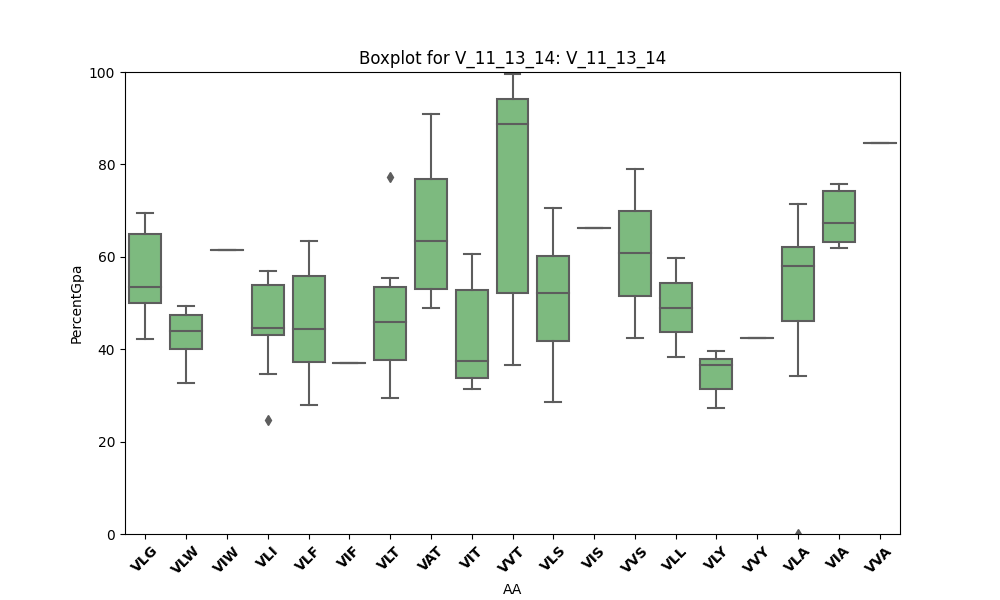 Boxplot for V_11_13_14: V_11_13_14
PercentGpa
100
80
60
40
20
0
VLG VLW VIW VLI VLF VIF VLT VAT VIT VVT VLS VIS VVS VLL VLY VVY VLA VIA VVA
AA